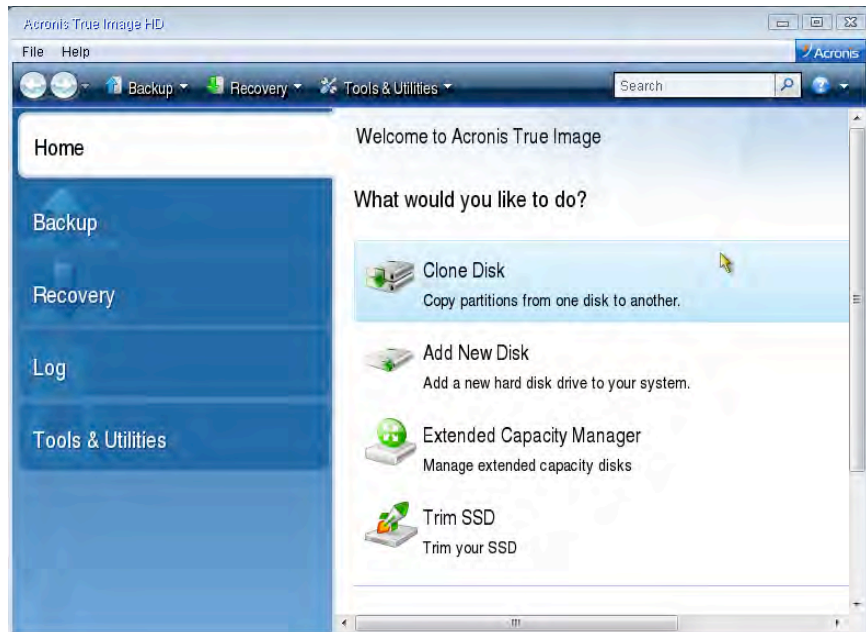 Acronis True Image HD
File Help
Acronis
Backup Recovery Tools & Utilities Search
Home
Backup
Recovery
Log
Tools & Utilities
Welcome to Acronis True Image
What would you like to do?
Clone Disk
Copy partitions from one disk to another.
Add New Disk
Add a new hard disk drive to your system.
Extended Capacity Manager
Manage extended capacity disks
Trim SSD
Trim your SSD